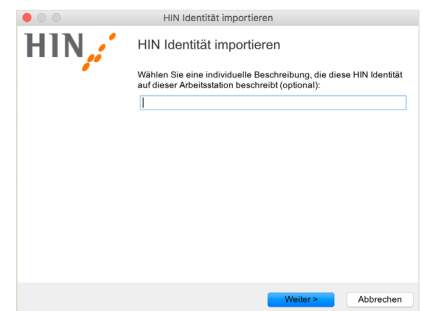 HIN Identität importieren
HIN
HIN Identität importieren
Wählen Sie eine individuelle Beschreibung, die diese HIN Identität
auf dieser Arbeitsstation beschreibt (optional):
Weiter > Abbrechen